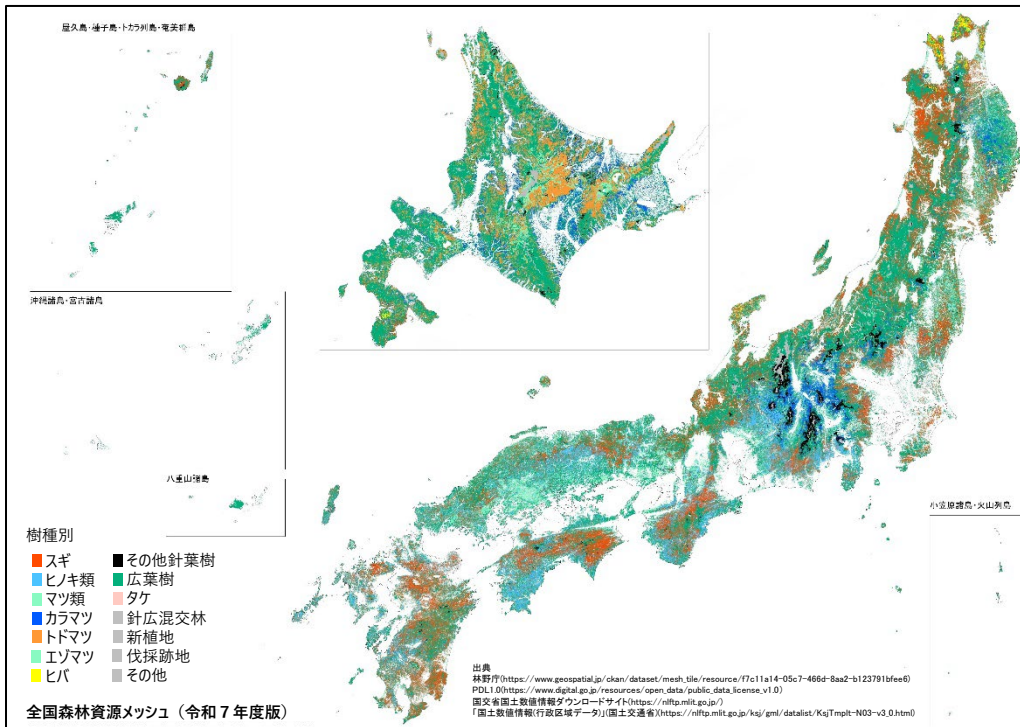 屋久島・種子島・トカラ列島・奄美群島
沖縄諸島・宮古諸島
八重山諸島
小笠原諸島・火山列島
樹種別
スギ
ヒノキ類
マツ類
カラマツ
トドマツ
エゾマツ
ヒバ
その他針葉樹
広葉樹
タケ
針広混交林
新植地
伐採跡地
その他
全国森林資源メッシュ（令和７年度版）
出典
林野庁(https://www.geospatial.jp/ckan/dataset/mesh_tile/resource/f7c11a14-05c7-466d-8aa2-b123791bfee6)
PDL1.0(https://www.digital.go.jp/resources/open_data/public_data_license_v1.0)
国交省国土数値情報ダウンロードサイト(https://nlftp.mlit.go.jp/)
「国土数値情報(行政区域データ)」(国土交通省)(https://nlftp.mlit.go.jp/ksj/gml/datalist/KsjTmplt-N03-v3_0.html)